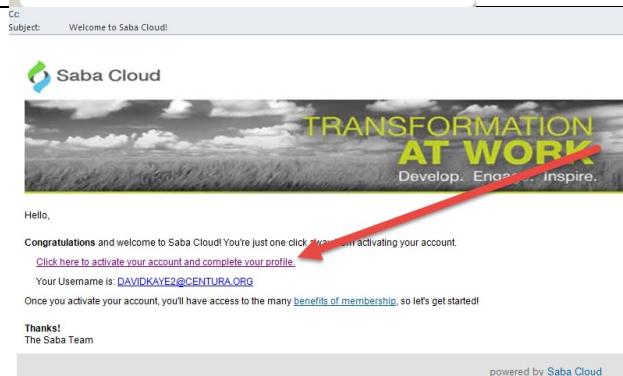 Cc:
Subject: Welcome to Saba Cloud!
Saba Cloud
TRANSFORMATION
AT WORK
Develop. Engage. Inspire.
Hello,
Congratulations and welcome to Saba Cloud! You're just one click away from activating your account.
Click here to activate your account and complete your profile.
Your Username is: DAVIDKAYE2@CENTURA.ORG
Once you activate your account, you'll have access to the many benefits of membership, so let's get started!
Thanks!
The Saba Team
powered by Saba Cloud